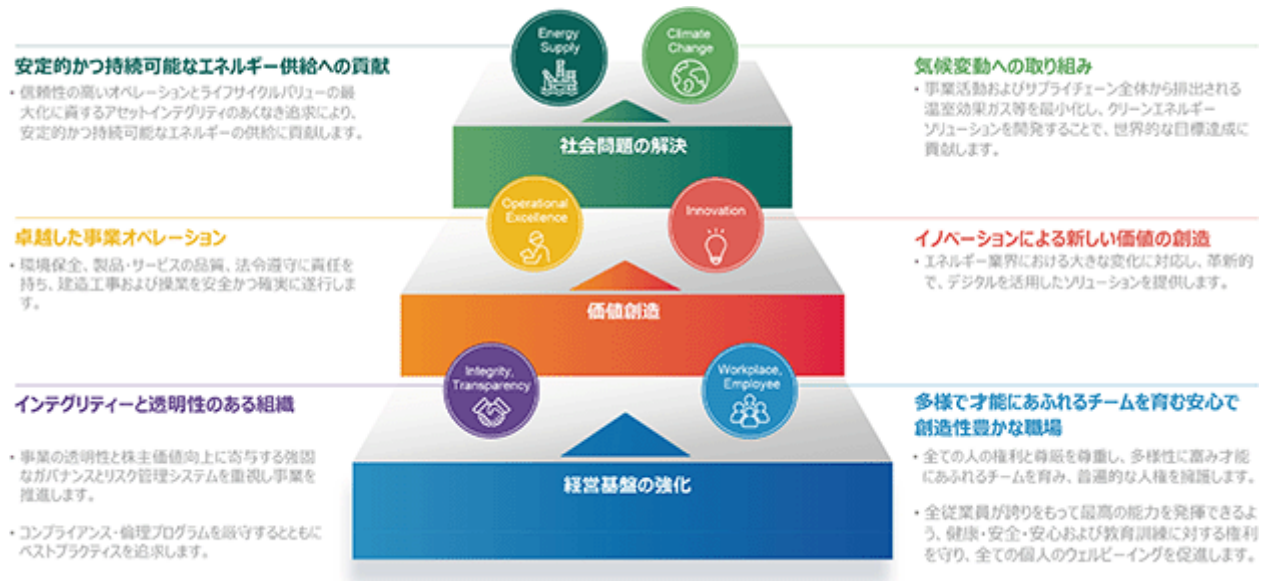 Energy
Supply
Climate
Change
安定的かつ持続可能なエネルギー供給への貢献
・信頼性の高いオペレーションとライフサイクルバリューの最
大化に資するアセットインテグリティのあくなき追求により、
安定的かつ持続可能なエネルギーの供給に貢献します。
気候変動への取り組み
・事業活動およびサプライチェーン全体から排出される
温室効果ガス等を最小化し、クリーンエネルギー
ソリューションを開発することで、世界的な目標達成に
貢献します。
社会問題の解決
Operational
Excellence
Innovation
卓越した事業オペレーション
・環境保全、製品・サービスの品質、法令遵守に責任を
持ち、建造工事および操業を安全かつ確実に遂行しま
す。
イノベーションによる新しい価値の創造
・エネルギー業界における大きな変化に対応し、革新的
で、デジタルを活用したソリューションを提供します。
価値創造
Integrity,
Transparency
Workplace,
Employee
インテグリティーと透明性のある組織
・事業の透明性と株主価値向上に寄与する強固
なガバナンスとリスク管理システムを重視し事業を
推進します。
・コンプライアンス・倫理プログラムを厳守するとともに
ベストプラクティスを追求します。
多様で才能にあふれるチームを育む安心で
創造性豊かな職場
・全ての人の権利と尊厳を尊重し、多様性に富み才能
にあふれるチームを育み、普遍的な人権を擁護します。
・全従業員が誇りをもって最高の能力を発揮できるよ
う、健康・安全・安心および教育訓練に対する権利
を守り、全ての個人のウェルビーイングを促進します。
経営基盤の強化